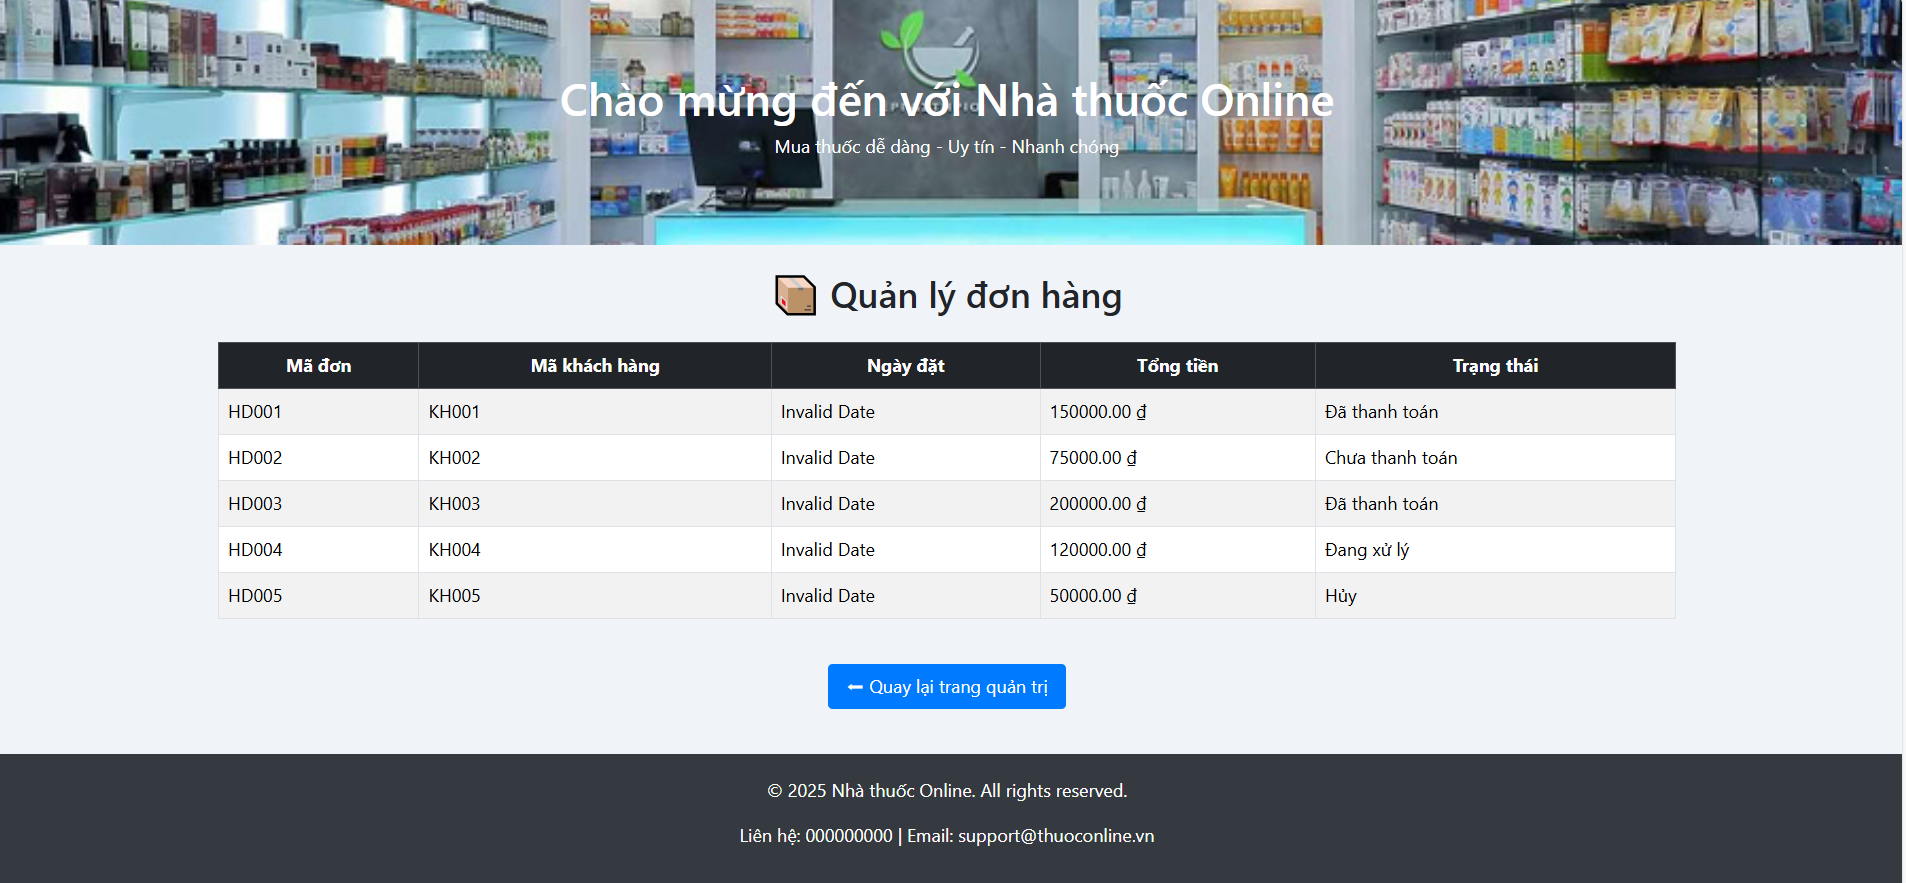 Chào mừng đến với Nhà thuốc Online
Mua thuốc dễ dàng - Uy tín - Nhanh chóng
Quản lý đơn hàng
Mã đơn Mã khách hàng Ngày đặt Tổng tiền Trạng thái
HD001 KH001 Invalid Date 150000.00 ₫ Đã thanh toán
HD002 KH002 Invalid Date 75000.00 ₫ Chưa thanh toán
HD003 KH003 Invalid Date 200000.00 ₫ Đã thanh toán
HD004 KH004 Invalid Date 120000.00 ₫ Đang xử lý
HD005 KH005 Invalid Date 50000.00 ₫ Hủy
⬅ Quay lại trang quản trị
© 2025 Nhà thuốc Online. All rights reserved.
Liên hệ: 000000000 | Email: support@thuoconline.vn